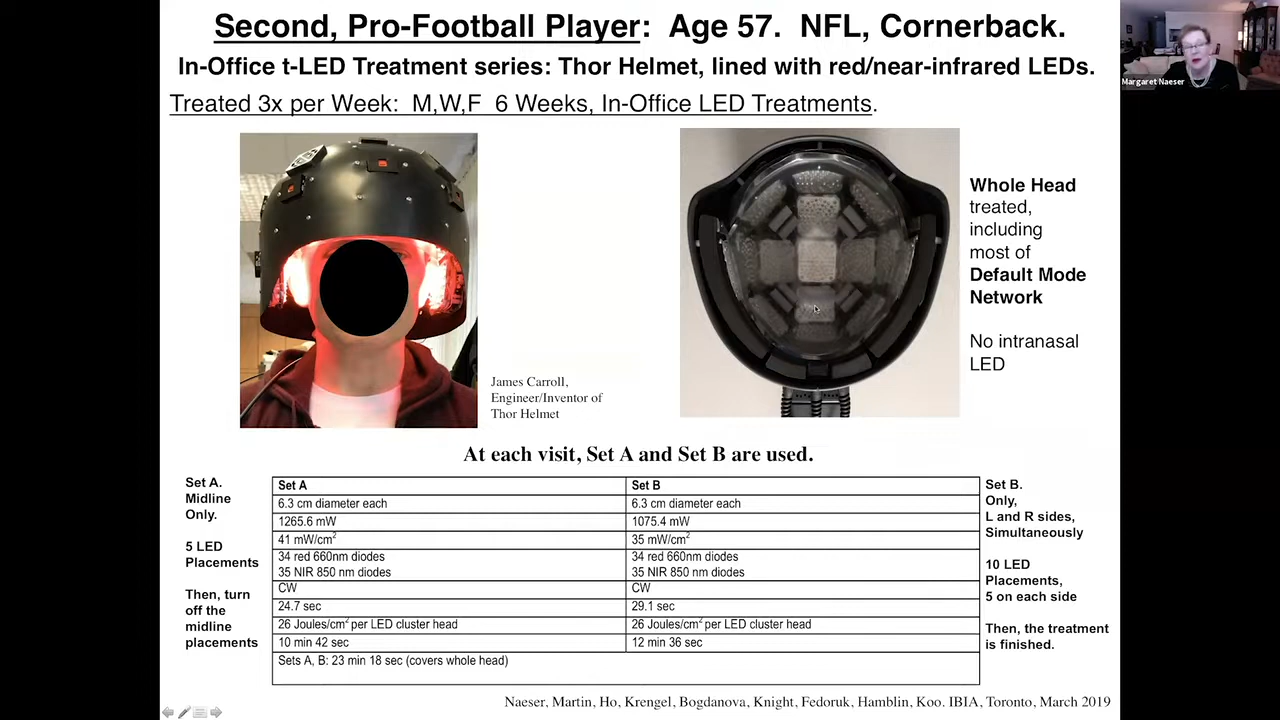 Second, Pro-Football Player: Age 57. NFL, Cornerback.
In-Office t-LED Treatment series: Thor Helmet, lined with red/near-infrared LEDs.
Treated 3x per Week: M,W,F 6 Weeks, In-Office LED Treatments.
Margaret Naeser
James Carroll,
Engineer/Inventor of
Thor Helmet
Whole Head
treated,
including
most of
Default Mode
Network
No intranasal
LED
At each visit, Set A and Set B are used.
Set A.
Midline
Only.
5 LED
Placements
Then, turn
off the
midline
placements
Set A Set B
6.3 cm diameter each 6.3 cm diameter each
1265.6 mW 1075.4 mW
41 mW/cm² 35 mW/cm²
34 red 660nm diodes 34 red 660nm diodes
35 NIR 850 nm diodes 35 NIR 850 nm diodes
CW CW
24.7 sec 29.1 sec
26 Joules/cm² per LED cluster head 26 Joules/cm² per LED cluster head
10 min 42 sec 12 min 36 sec
Sets A, B: 23 min 18 sec (covers whole head)
Set B.
Only,
L and R sides,
Simultaneously
10 LED
Placements,
5 on each side
Then, the treatment
is finished.
Naeser, Martin, Ho, Krengel, Bogdanova, Knight, Fedoruk, Hamblin, Koo. IBIA, Toronto, March 2019